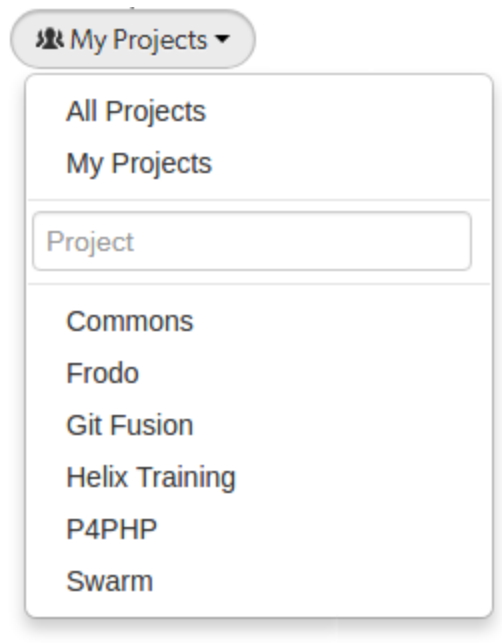 My Projects
All Projects
My Projects
Project
Commons
Frodo
Git Fusion
Helix Training
P4PHP
Swarm